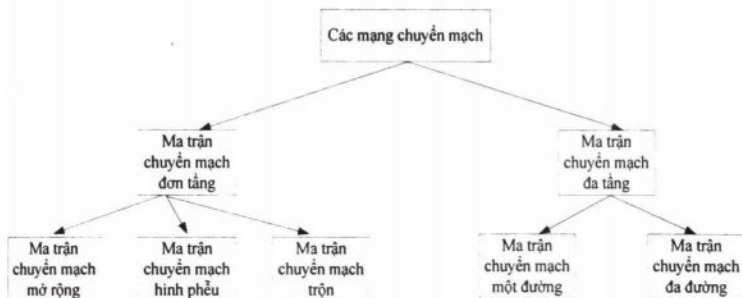 Các mạng chuyển mạch
Ma trận
chuyển mạch
đơn tầng
Ma trận
chuyển mạch
đa tầng
Ma trận
chuyển mạch
mở rộng
Ma trận
chuyển mạch
hình phễu
Ma trận
chuyển mạch
trộn
Ma trận
chuyển mạch
một đường
Ma trận
chuyển mạch
đa đường